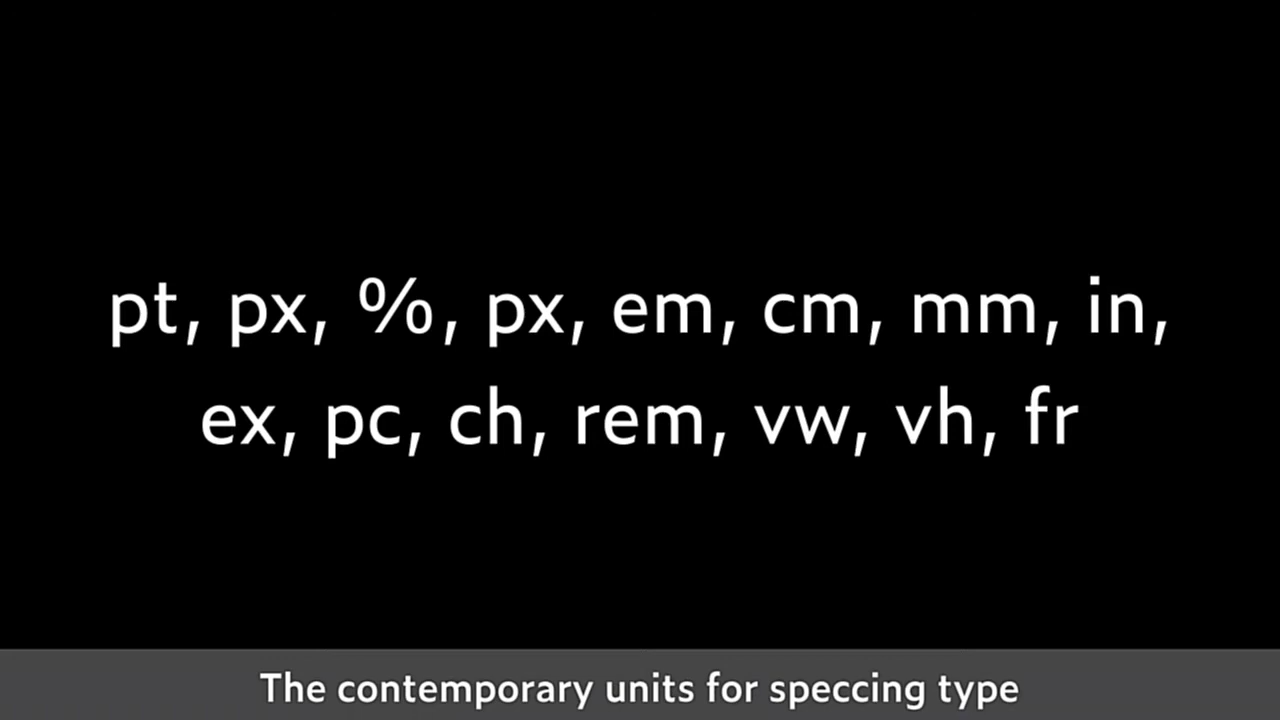 pt, px, %, px, em, cm, mm, in,
ex, pc, ch, rem, vw, vh, fr
The contemporary units for speccing type